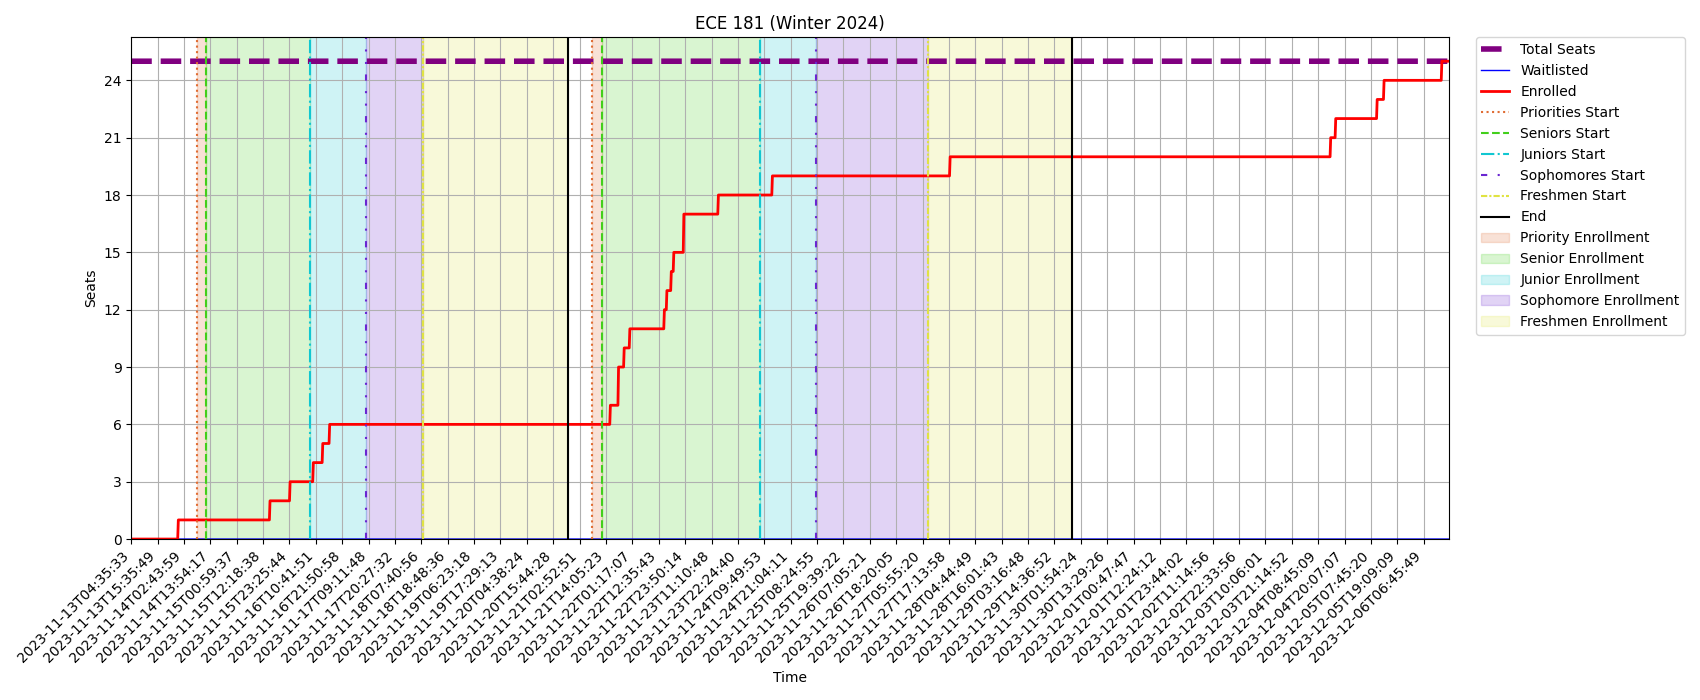 ECE 181 (Winter 2024)
Seats
24
21
18
15
12
9
6
3
0
2023-11-13T04:35:33
2023-11-13T15:35:49
2023-11-14T02:43:59
2023-11-14T13:54:17
2023-11-15T00:59:37
2023-11-15T12:18:38
2023-11-15T23:25:44
2023-11-16T10:41:51
2023-11-16T21:50:58
2023-11-17T09:11:48
2023-11-17T20:27:32
2023-11-18T07:40:56
2023-11-18T18:48:36
2023-11-19T06:23:18
2023-11-19T17:29:13
2023-11-20T04:38:24
2023-11-20T15:44:28
2023-11-21T02:52:51
2023-11-21T14:05:23
2023-11-22T01:17:07
2023-11-22T12:35:43
2023-11-22T23:50:14
2023-11-23T11:10:48
2023-11-23T22:24:40
2023-11-24T09:49:53
2023-11-24T21:04:11
2023-11-25T08:24:55
2023-11-25T19:39:22
2023-11-26T07:05:21
2023-11-26T18:20:05
2023-11-27T05:55:20
2023-11-27T17:13:58
2023-11-28T04:44:49
2023-11-28T16:01:43
2023-11-29T03:16:48
2023-11-29T14:36:52
2023-11-30T01:54:24
2023-11-30T13:29:26
2023-12-01T00:47:47
2023-12-01T12:24:12
2023-12-01T23:44:02
2023-12-02T11:14:56
2023-12-02T22:33:56
2023-12-03T10:06:01
2023-12-03T21:14:52
2023-12-04T08:45:09
2023-12-04T20:07:07
2023-12-05T07:45:20
2023-12-05T19:09:09
2023-12-06T06:45:49
Time
Total Seats
Waitlisted
Enrolled
Priorities Start
Seniors Start
Juniors Start
Sophomores Start
Freshmen Start
End
Priority Enrollment
Senior Enrollment
Junior Enrollment
Sophomore Enrollment
Freshmen Enrollment